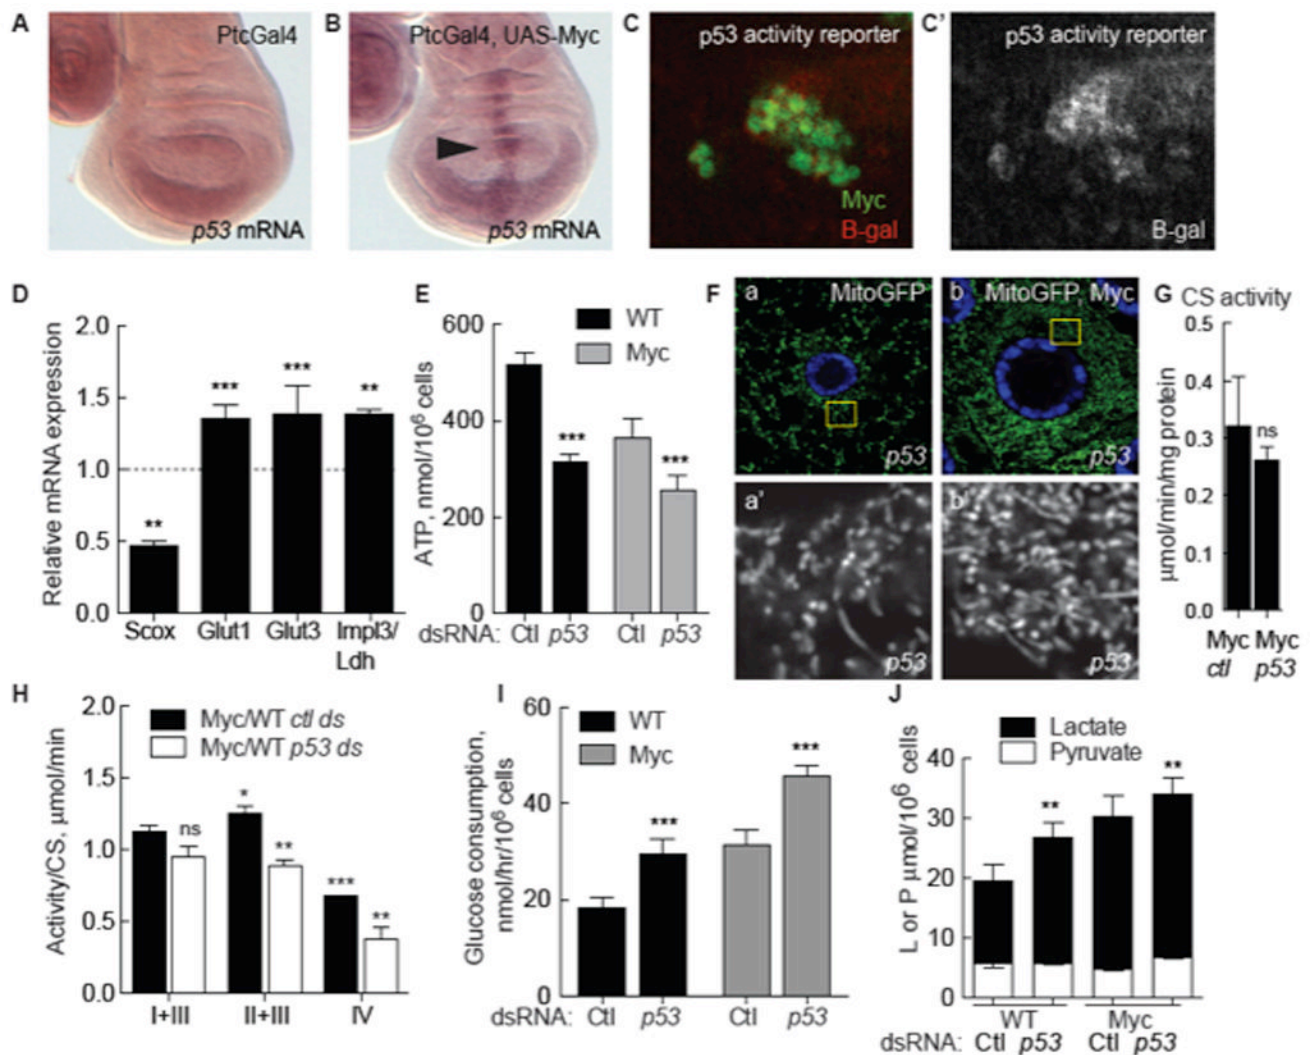 A
PtcGal4
p53 mRNA
B
PtcGal4, UAS-Myc
p53 mRNA
C
p53 activity reporter
Myc
B-gal
C'
p53 activity reporter
B-gal
D
Relative mRNA expression
2.0
1.5
1.0
0.5
0.0
**
***
***
**
Scox
Glut1
Glut3
Impl3/
Ldh
E
ATP, nmol/10⁶ cells
600
400
200
0
WT
Myc
***
***
dsRNA: Ctl p53 Ctl p53
F
a
MitoGFP
p53
b
MitoGFP, Myc
p53
a'
p53
b'
p53
G
CS activity
µmol/min/mg protein
0.5
0.4
0.3
0.2
0.1
0.0
ns
Myc Myc
ctl p53
H
Activity/CS, µmol/min
2.0
1.5
1.0
0.5
0.0
Myc/WT ctl ds
Myc/WT p53 ds
ns
*
**
***
**
I+III
II+III
IV
I
Glucose consumption,
nmol/hr/10⁶ cells
60
40
20
0
WT
Myc
***
***
dsRNA: Ctl p53 Ctl p53
J
L or P µmol/10⁶ cells
40
30
20
10
0
Lactate
Pyruvate
**
**
WT Myc
dsRNA: Ctl p53 Ctl p53